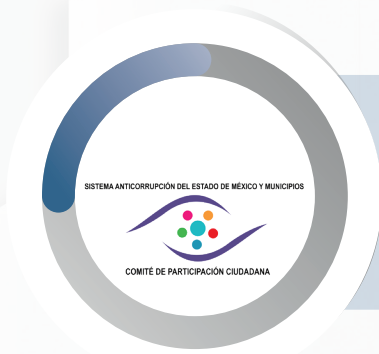 SISTEMA ANTICORRUPCIÓN DEL ESTADO DE MÉXICO Y MUNICIPIOS
COMITÉ DE PARTICIPACIÓN CIUDADANA